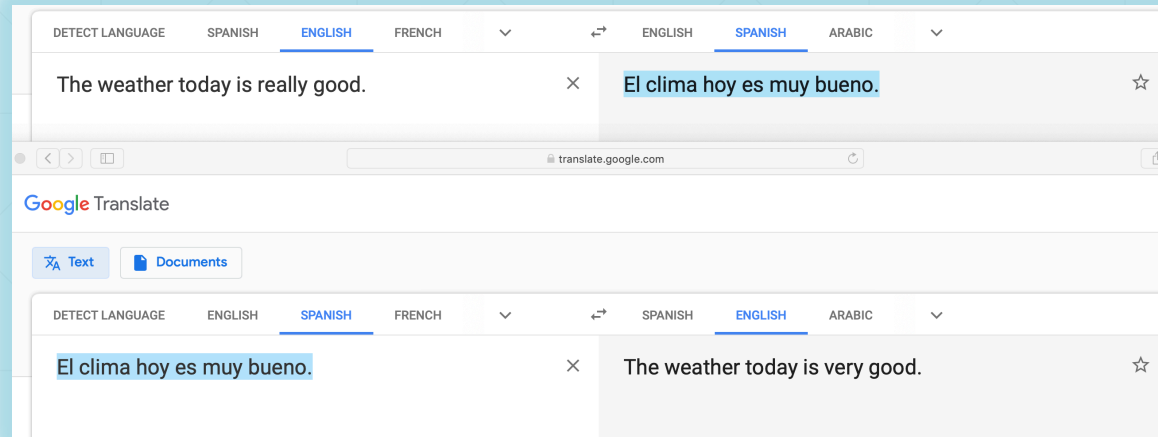 DETECT LANGUAGE SPANISH ENGLISH FRENCH ENGLISH SPANISH ARABIC
The weather today is really good. El clima hoy es muy bueno.
translate.google.com
Google Translate
Text Documents
DETECT LANGUAGE ENGLISH SPANISH FRENCH SPANISH ENGLISH ARABIC
El clima hoy es muy bueno. The weather today is very good.